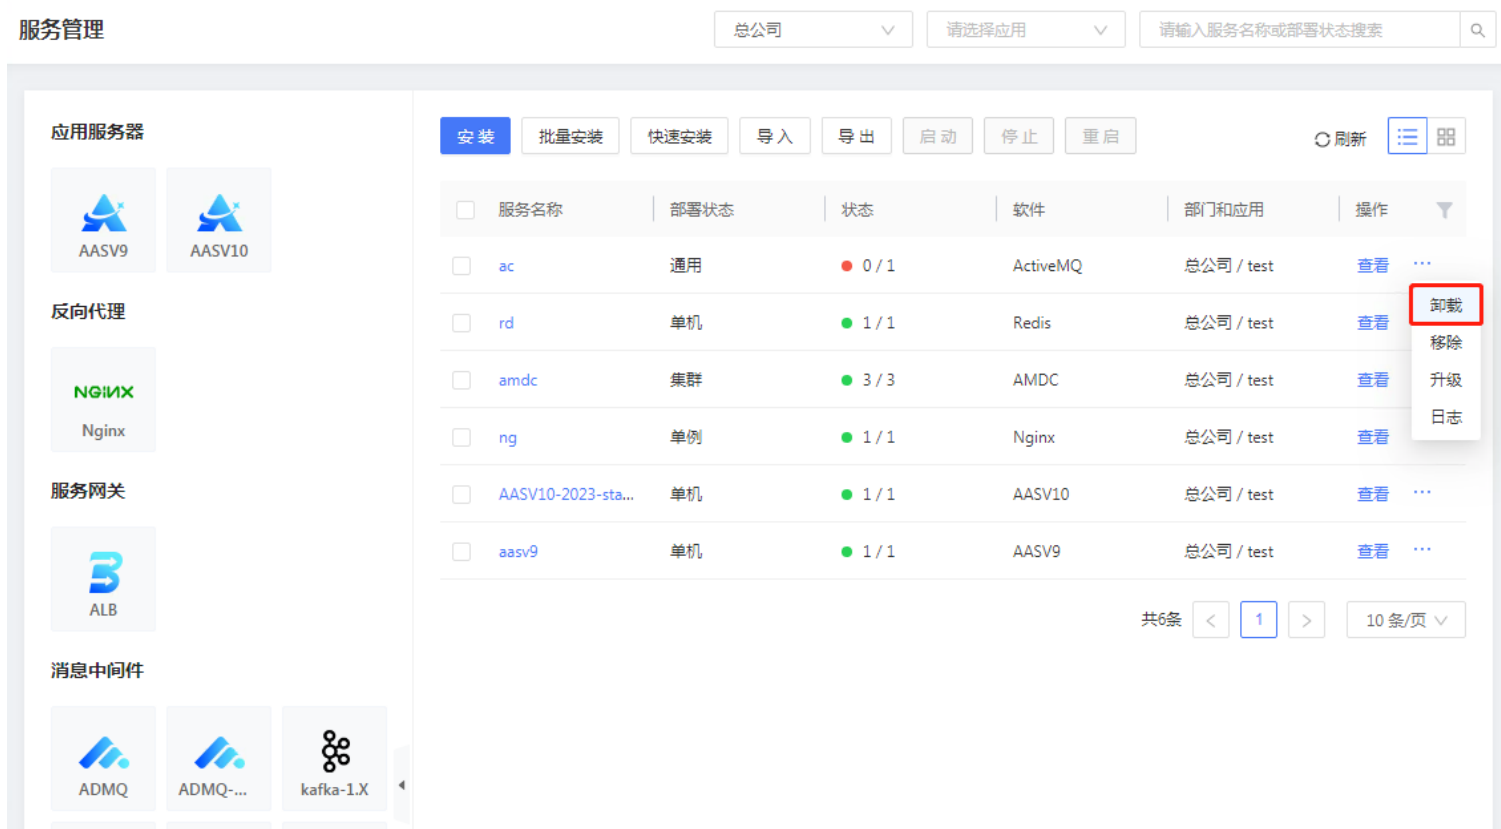 服务管理
总公司
请选择应用
请输入服务名称或部署状态搜索
应用服务器
AASV9
AASV10
反向代理
NGINX
Nginx
服务网关
ALB
消息中间件
ADMQ
ADMQ-...
kafka-1.X
安装 批量安装 快速安装 导入 导出 启动 停止 重启
刷新
服务名称 部署状态 状态 软件 部门和应用 操作
ac 通用 0 / 1 ActiveMQ 总公司 / test 查看 ...
rd 单机 1 / 1 Redis 总公司 / test 查看
amdc 集群 3 / 3 AMDC 总公司 / test 查看
ng 单例 1 / 1 Nginx 总公司 / test 查看
AASV10-2023-sta... 单机 1 / 1 AASV10 总公司 / test 查看 ...
aasv9 单机 1 / 1 AASV9 总公司 / test 查看 ...
卸载
移除
升级
日志
共6条 < 1 > 10 条/页